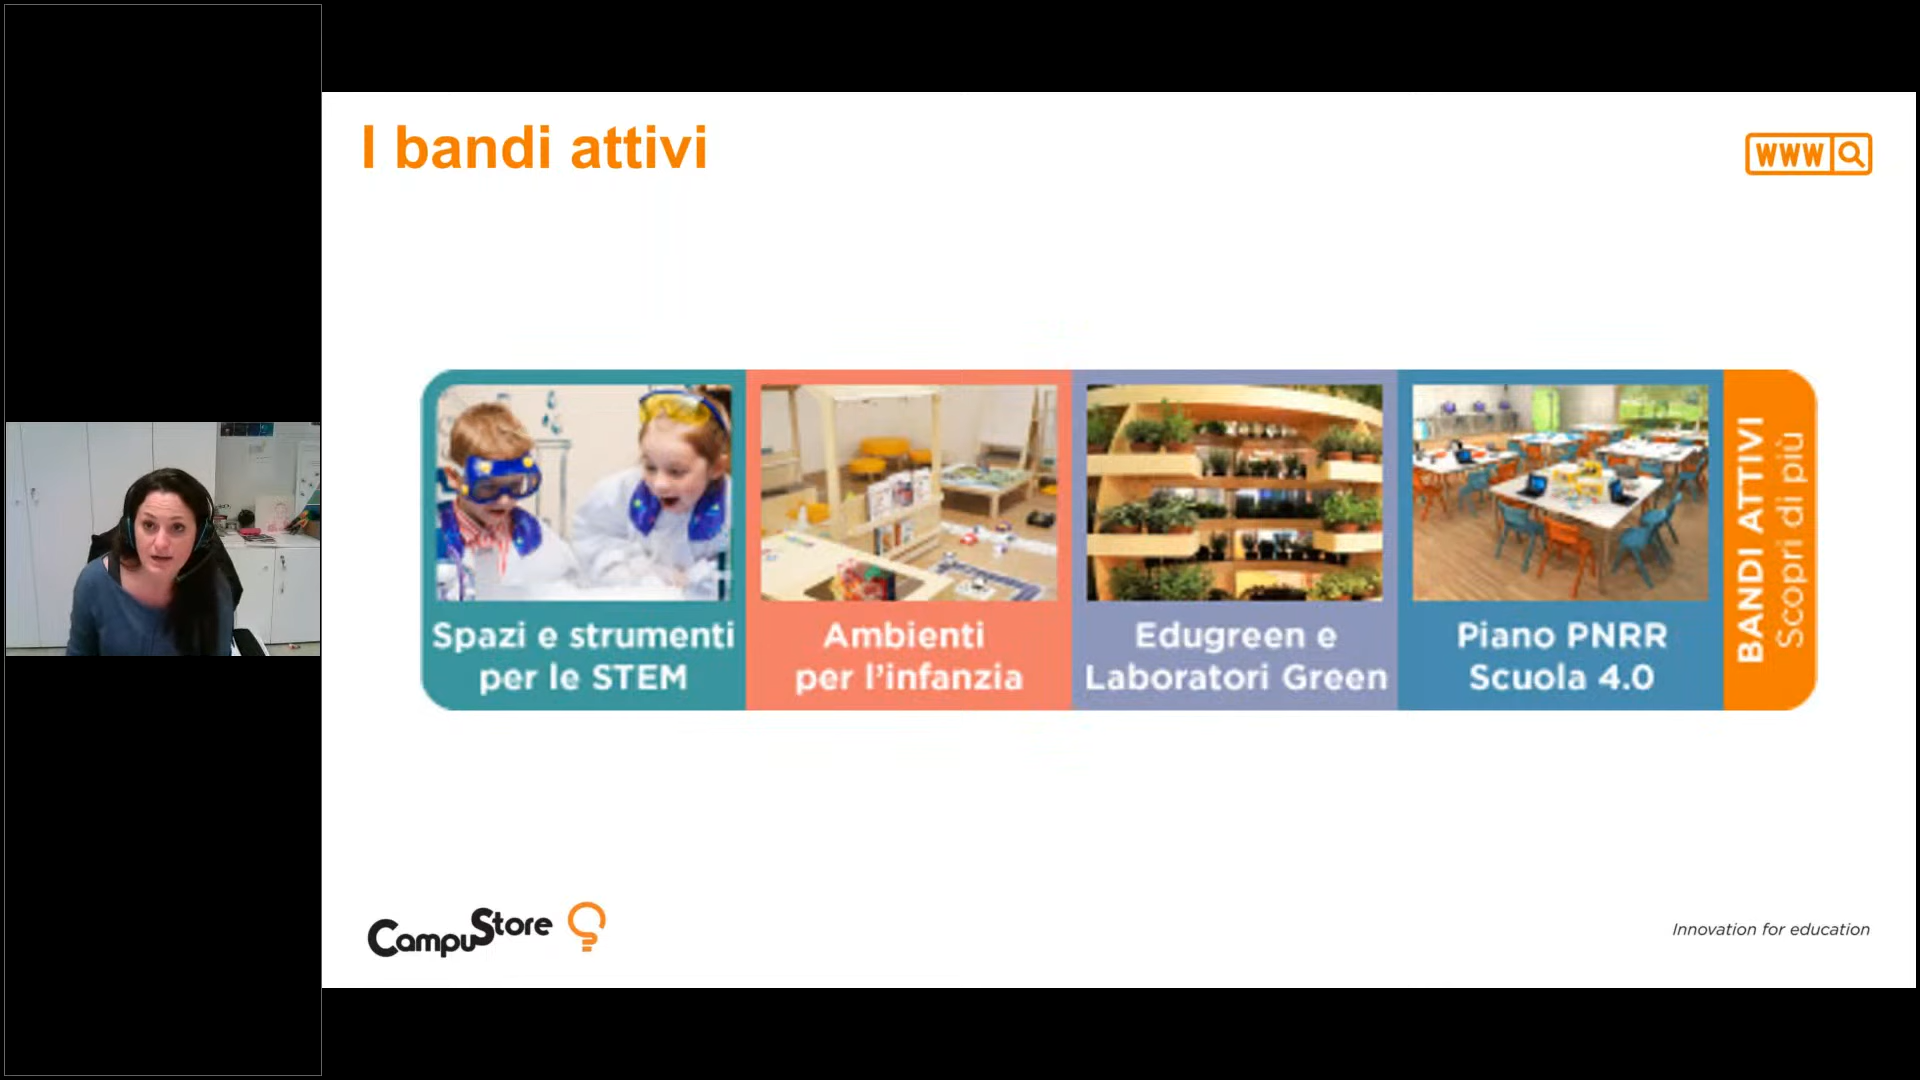 I bandi attivi
WWW
Spazi e strumenti
per le STEM
Ambienti
per l'infanzia
Edugreen e
Laboratori Green
Piano PNRR
Scuola 4.0
BANDI ATTIVI
Scopri di più
CampuStore
Innovation for education